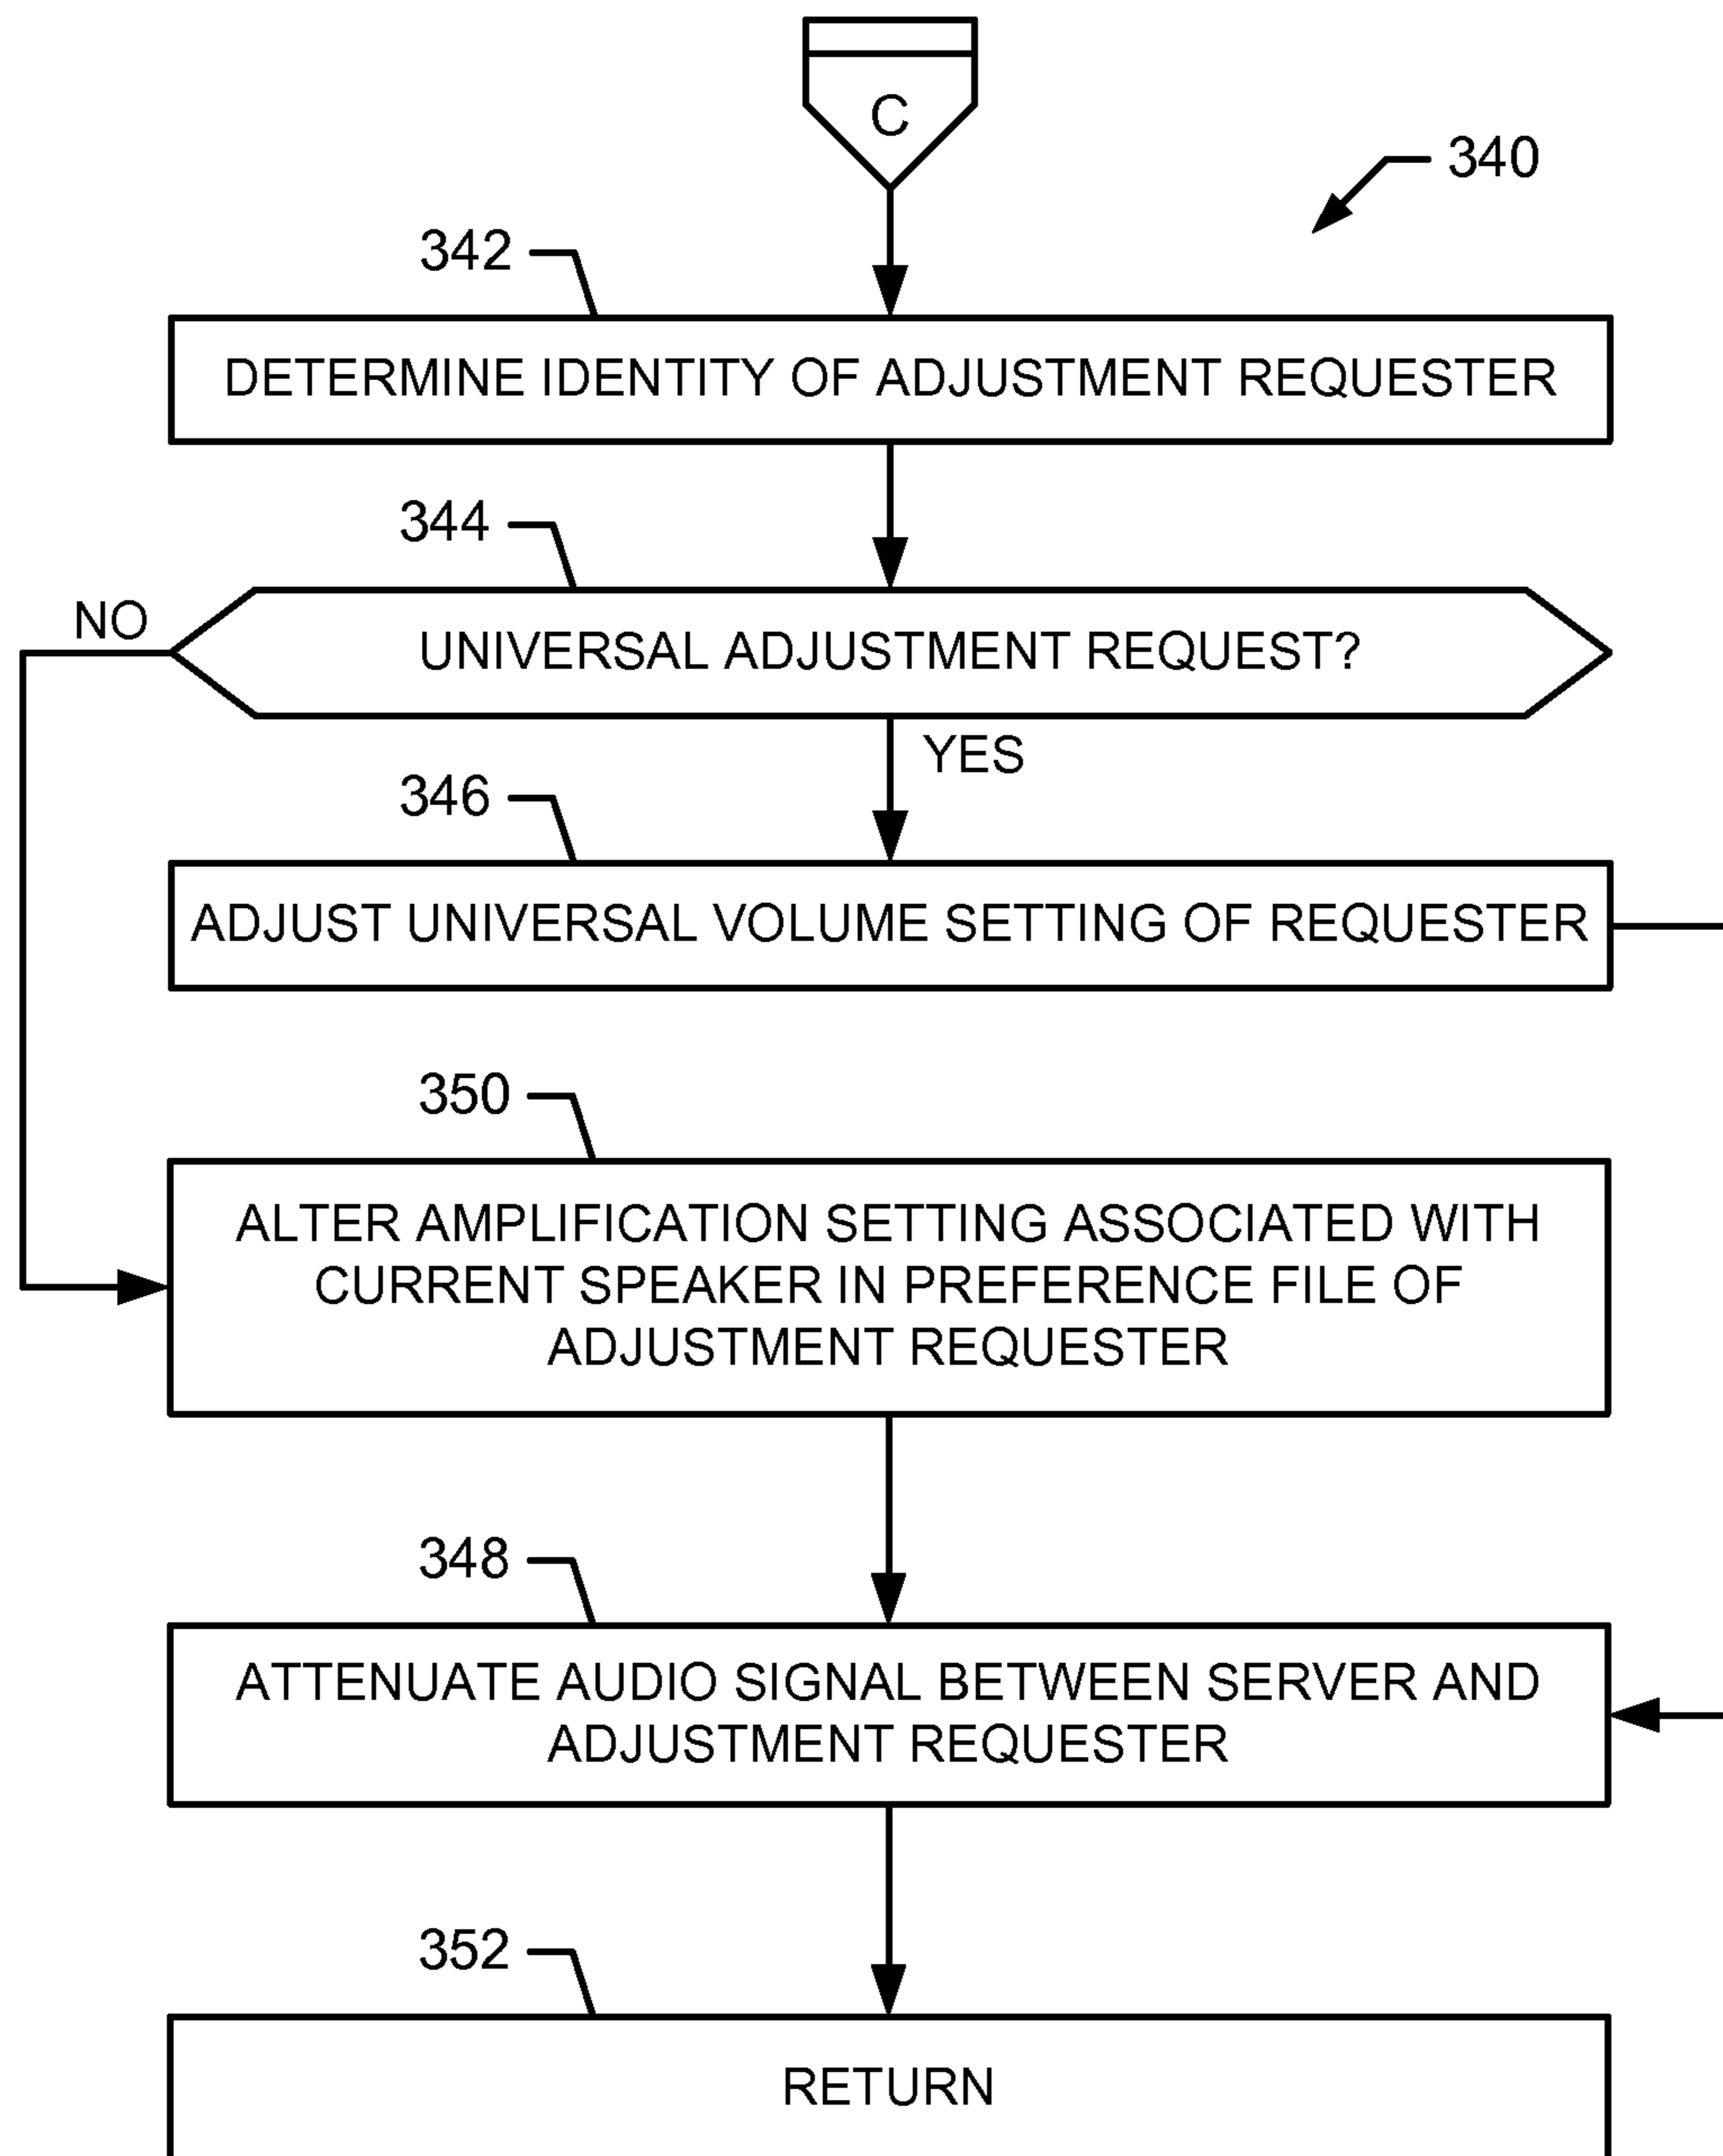 C
340
342
DETERMINE IDENTITY OF ADJUSTMENT REQUESTER
344
NO
UNIVERSAL ADJUSTMENT REQUEST?
YES
346
ADJUST UNIVERSAL VOLUME SETTING OF REQUESTER
350
ALTER AMPLIFICATION SETTING ASSOCIATED WITH
CURRENT SPEAKER IN PREFERENCE FILE OF
ADJUSTMENT REQUESTER
348
ATTENUATE AUDIO SIGNAL BETWEEN SERVER AND
ADJUSTMENT REQUESTER
352
RETURN